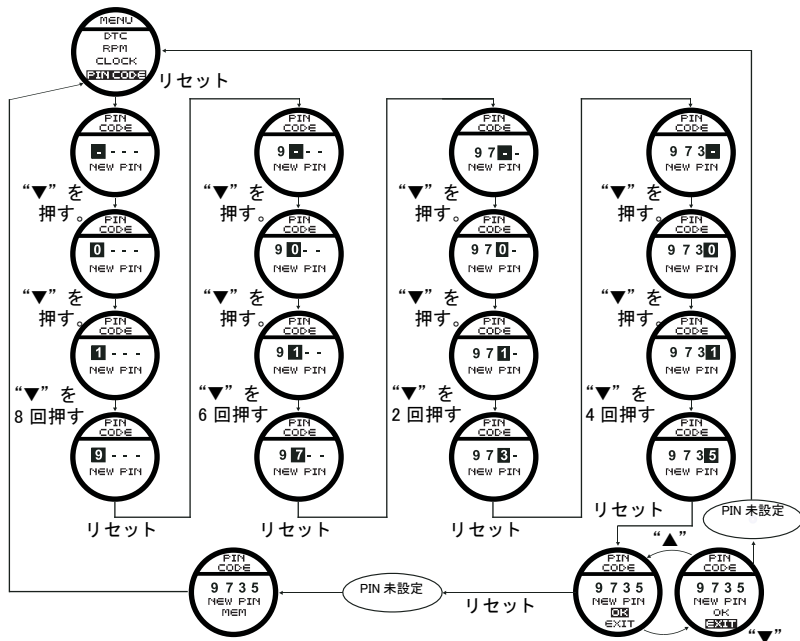 MENU
DTC
RPM
CLOCK
PIN CODE
リセット
PIN
CODE
- - - -
NEW PIN
“▼” を
押す。
PIN
CODE
0 - - -
NEW PIN
“▼” を
押す。
PIN
CODE
1 - - -
NEW PIN
“▼” を
8 回押す
PIN
CODE
9 - - -
NEW PIN
リセット
PIN
CODE
9 - - -
NEW PIN
“▼” を
押す。
PIN
CODE
9 0 - -
NEW PIN
“▼” を
押す。
PIN
CODE
9 1 - -
NEW PIN
“▼” を
6 回押す
PIN
CODE
9 7 - -
NEW PIN
リセット
PIN
CODE
9 7 - -
NEW PIN
“▼” を
押す。
PIN
CODE
9 7 0 -
NEW PIN
“▼” を
押す。
PIN
CODE
9 7 1 -
NEW PIN
“▼” を
2 回押す
PIN
CODE
9 7 3 -
NEW PIN
リセット
PIN
CODE
9 7 3 -
NEW PIN
“▼” を
押す。
PIN
CODE
9 7 3 0
NEW PIN
“▼” を
押す。
PIN
CODE
9 7 3 1
NEW PIN
“▼” を
4 回押す
PIN
CODE
9 7 3 5
NEW PIN
リセット
PIN
CODE
9 7 3 5
NEW PIN
OK
EXIT
“▲”
PIN
CODE
9 7 3 5
NEW PIN
OK
EXIT
“▼”
PIN 未設定
リセット
PIN 未設定
PIN
CODE
9 7 3 5
NEW PIN
MEM